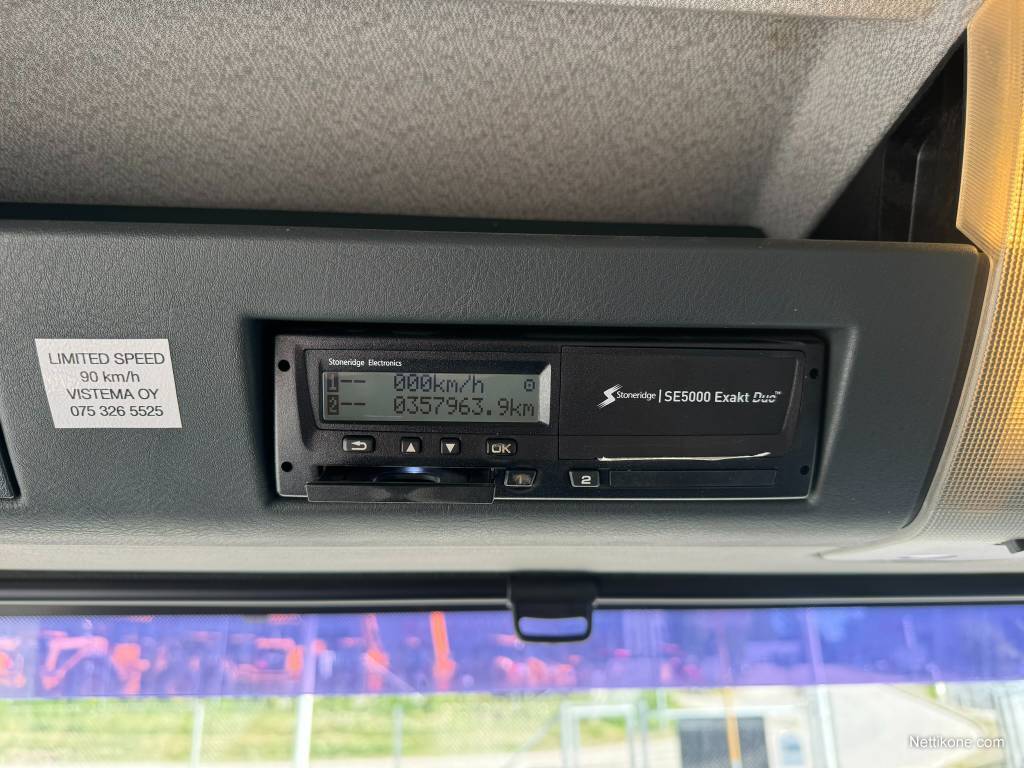 LIMITED SPEED
90 km/h
VISTEMA OY
075 326 5525
Stoneridge Electronics
1-- 000km/h
2-- 0357963.9km
Stoneridge | SE5000 Exakt Duo™
OK
1
2
Nettikone.com